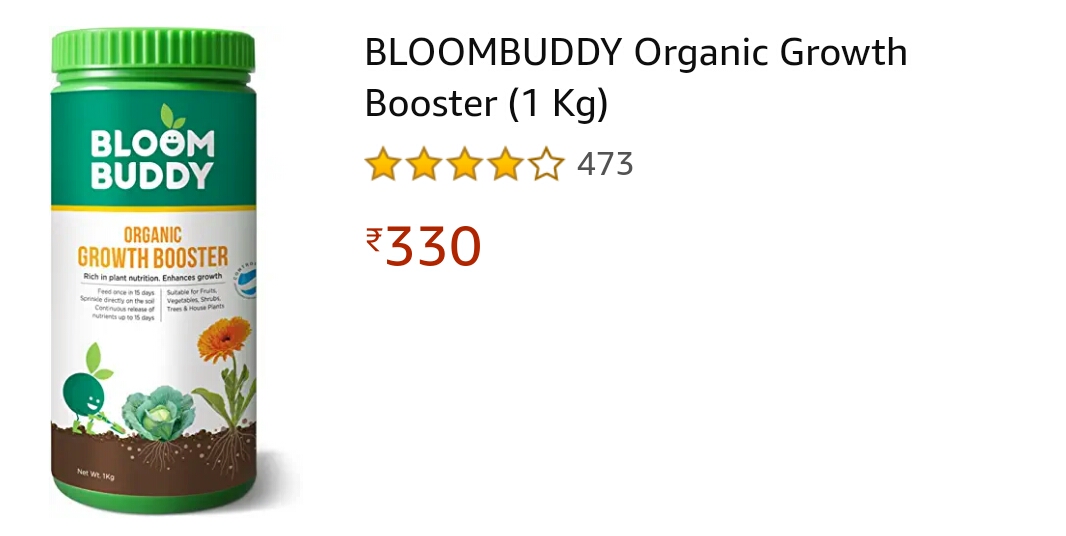 BLOOM
BUDDY
ORGANIC
GROWTH BOOSTER
Rich in plant nutrition. Enhances growth
Feed once in 15 days
Sprinkle directly on the soil
Continuous release of
nutrients up to 15 days
Suitable for Fruits,
Vegetables, Shrubs,
Trees & House Plants
Net Wt. 1Kg
BLOOMBUDDY Organic Growth
Booster (1 Kg)
473
₹330